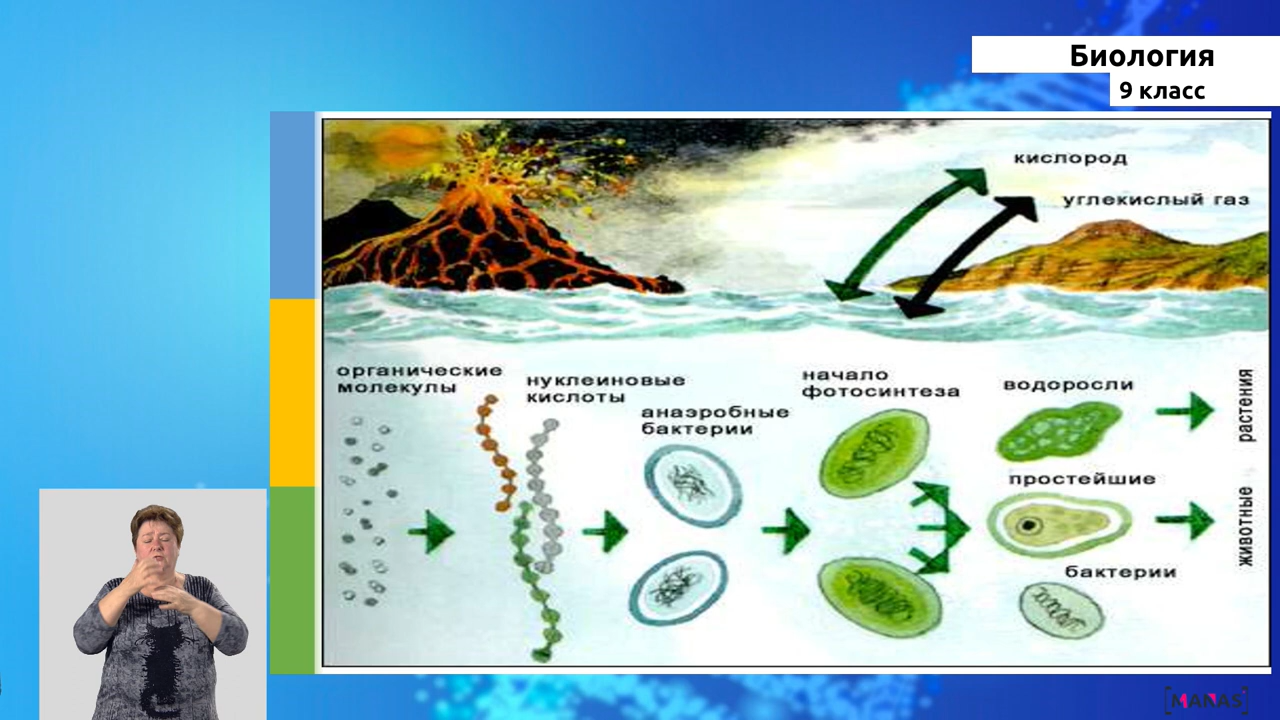 Биология
9 класс
кислород
углекислый газ
органические
молекулы
нуклеиновые
кислоты
анаэробные
бактерии
начало
фотосинтеза
водоросли
растения
простейшие
животные
бактерии
[MANAS]